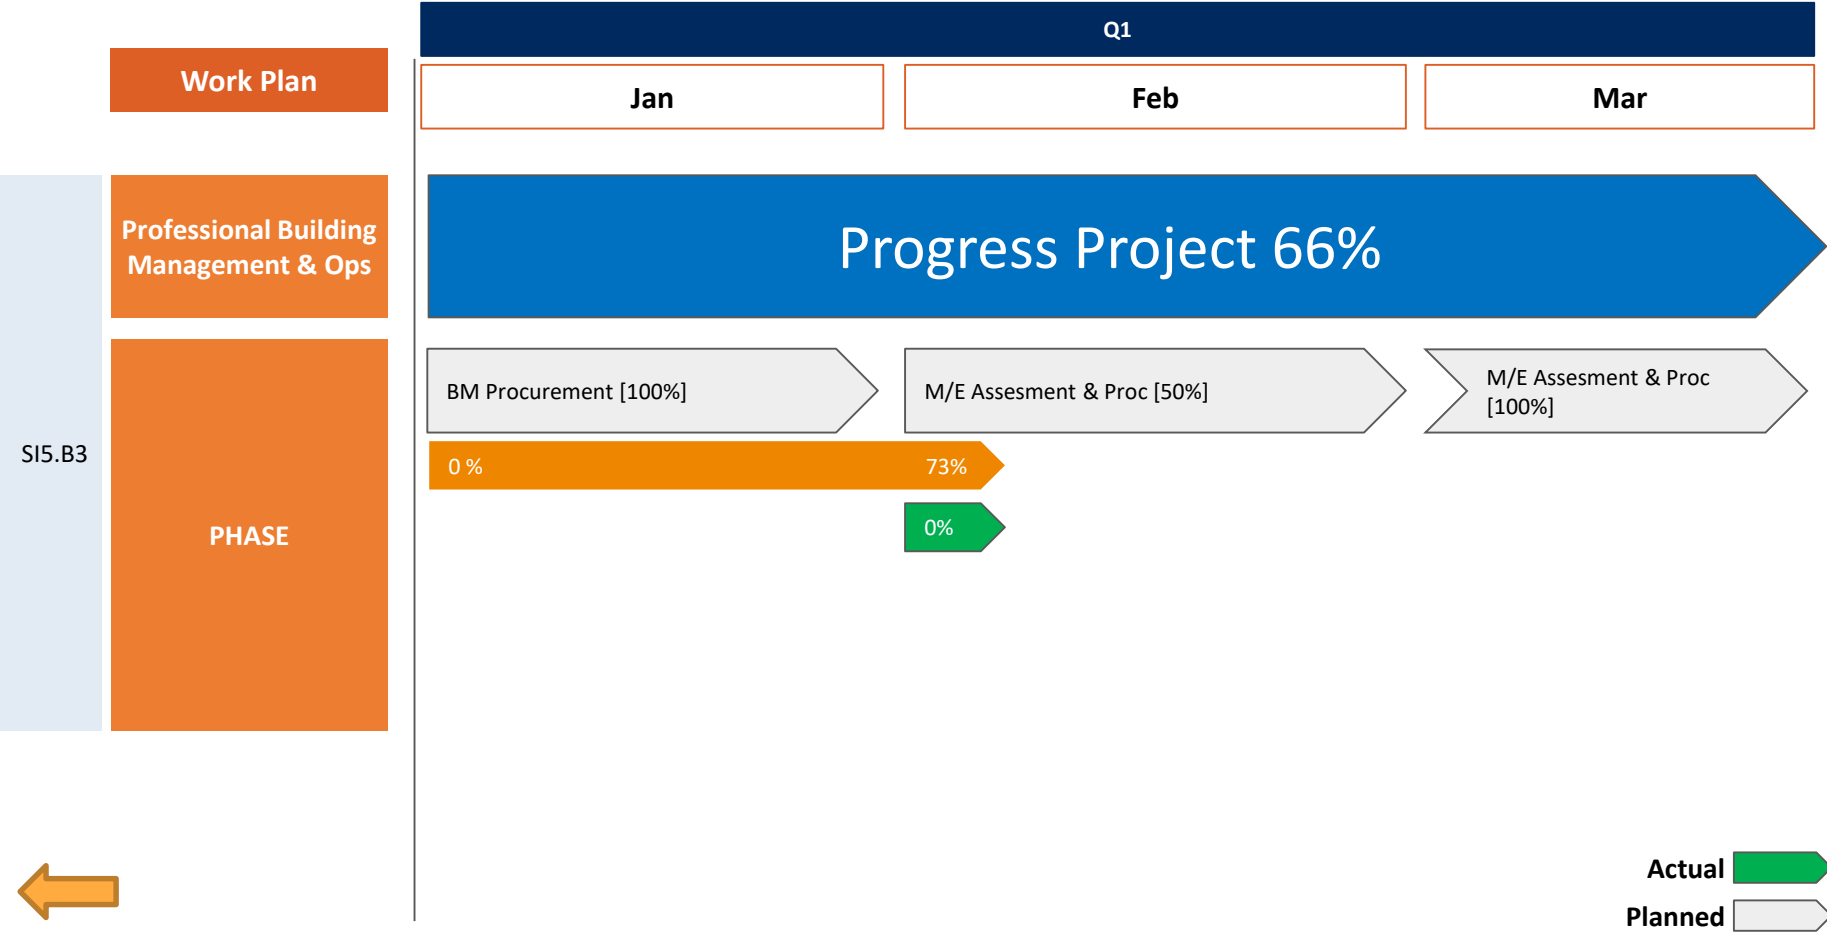 Q1
Work Plan
Jan
Feb
Mar
Professional Building
Management & Ops
Progress Project 66%
BM Procurement [100%]
M/E Assesment & Proc [50%]
M/E Assesment & Proc
[100%]
SI5.B3
0 %
73%
PHASE
0%
Actual
Planned